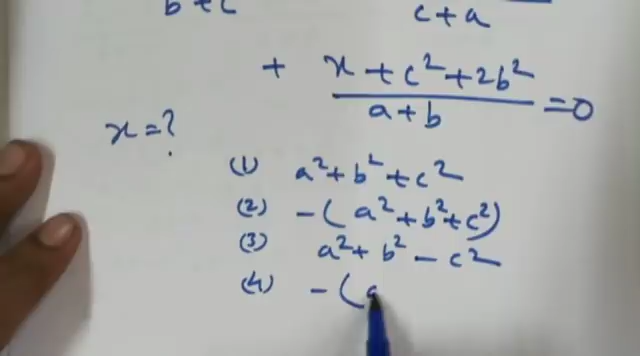 b + c
c + a
+ x + c² + 2b² / a + b = 0
x = ?
(1) a² + b² + c²
(2) - ( a² + b² + c² )
(3) a² + b² - c²
(4) - ( a